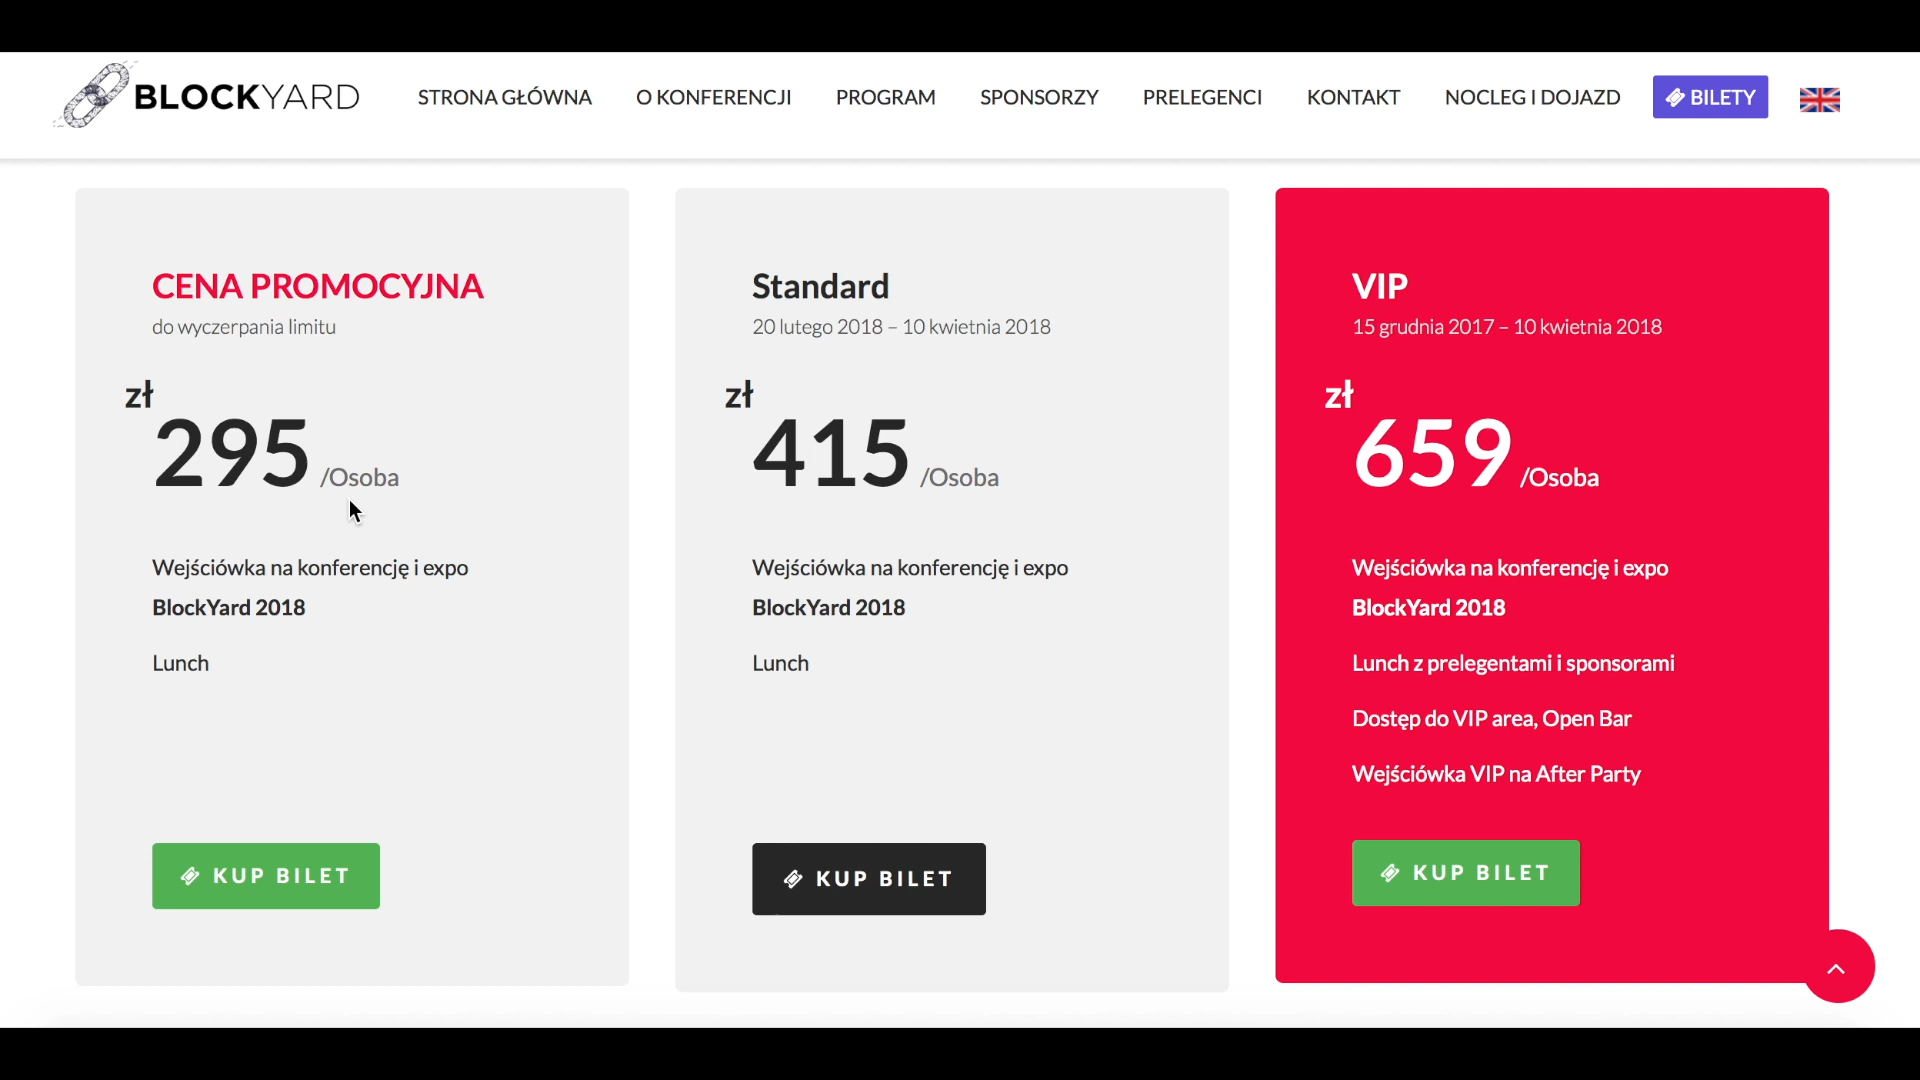 BLOCKYARD
STRONA GŁÓWNA
O KONFERENCJI
PROGRAM
SPONSORZY
PRELEGENCI
KONTAKT
NOCLEG I DOJAZD
BILETY
CENA PROMOCYJNA
do wyczerpania limitu
zł
295 /Osoba
Wejściówka na konferencję i expo
BlockYard 2018
Lunch
KUP BILET
Standard
20 lutego 2018 – 10 kwietnia 2018
zł
415 /Osoba
Wejściówka na konferencję i expo
BlockYard 2018
Lunch
KUP BILET
VIP
15 grudnia 2017 – 10 kwietnia 2018
zł
659 /Osoba
Wejściówka na konferencję i expo
BlockYard 2018
Lunch z prelegentami i sponsorami
Dostęp do VIP area, Open Bar
Wejściówka VIP na After Party
KUP BILET